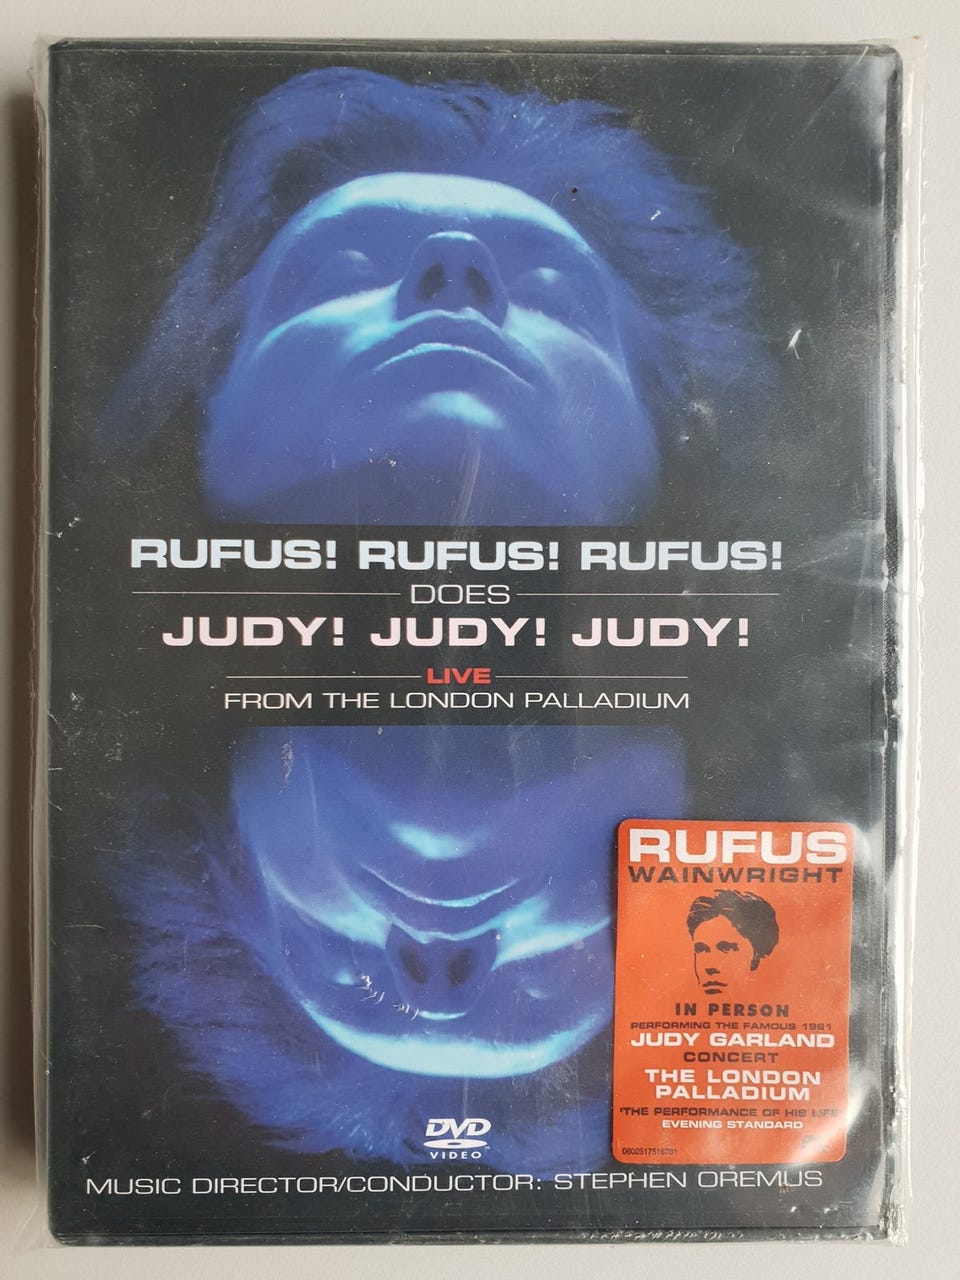 RUFUS! RUFUS! RUFUS!
DOES
JUDY! JUDY! JUDY!
LIVE
FROM THE LONDON PALLADIUM
RUFUS
WAINWRIGHT
IN PERSON
PERFORMING THE FAMOUS 1961
JUDY GARLAND
CONCERT
THE LONDON
PALLADIUM
'THE PERFORMANCE OF HIS LIFE'
EVENING STANDARD
DVD
VIDEO
MUSIC DIRECTOR/CONDUCTOR: STEPHEN OREMUS